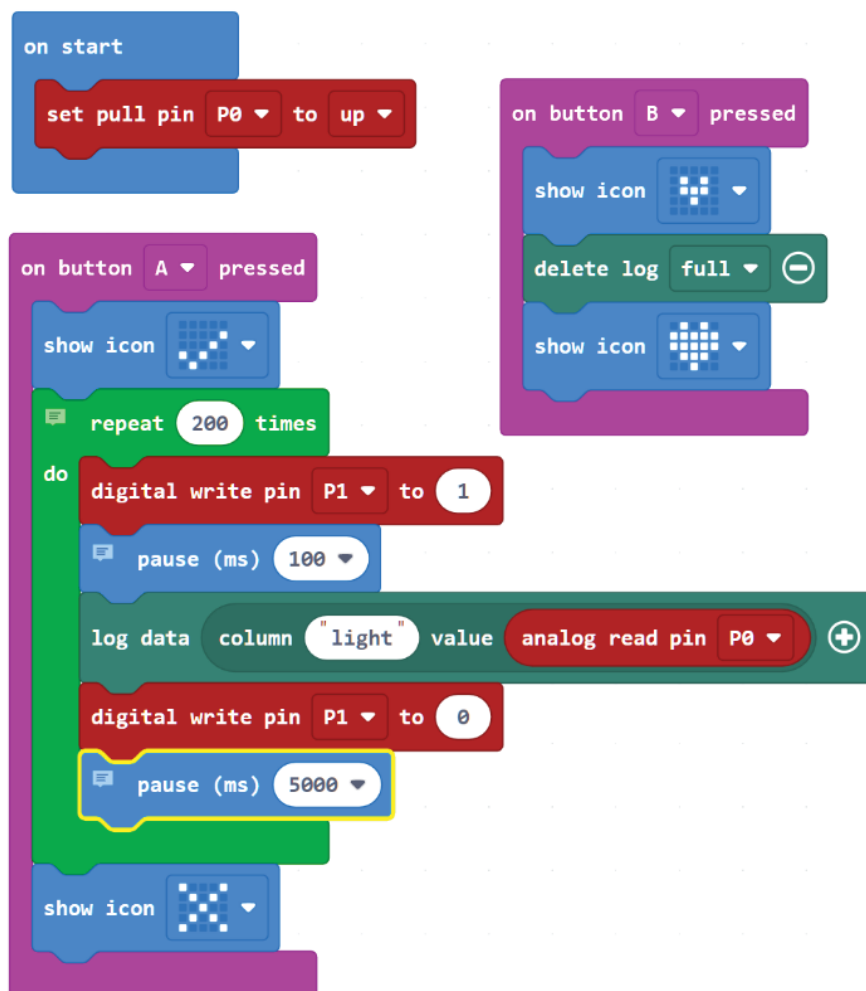 on start
set pull pin P0 to up
on button B pressed
show icon
delete log full
show icon
on button A pressed
show icon
repeat 200 times
do
digital write pin P1 to 1
pause (ms) 100
log data column "light" value analog read pin P0
digital write pin P1 to 0
pause (ms) 5000
show icon